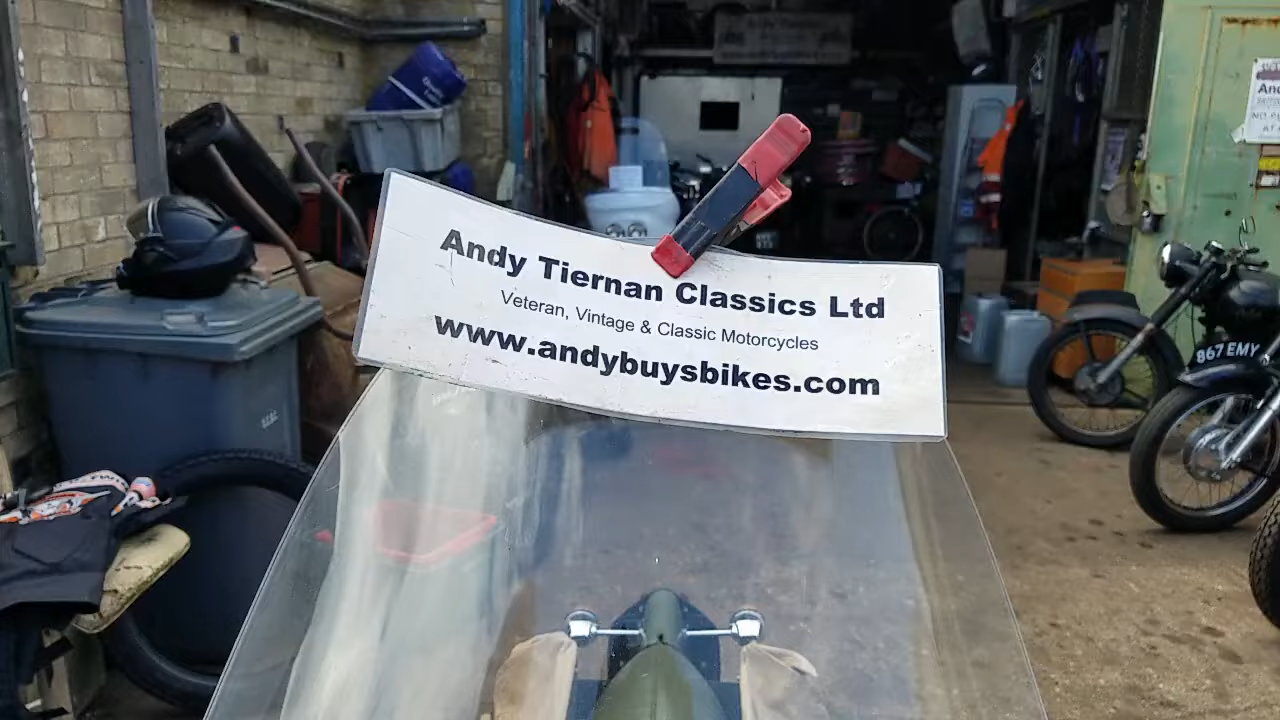 Andy Tiernan Classics Ltd
Veteran, Vintage & Classic Motorcycles
www.andybuysbikes.com
867 EMY